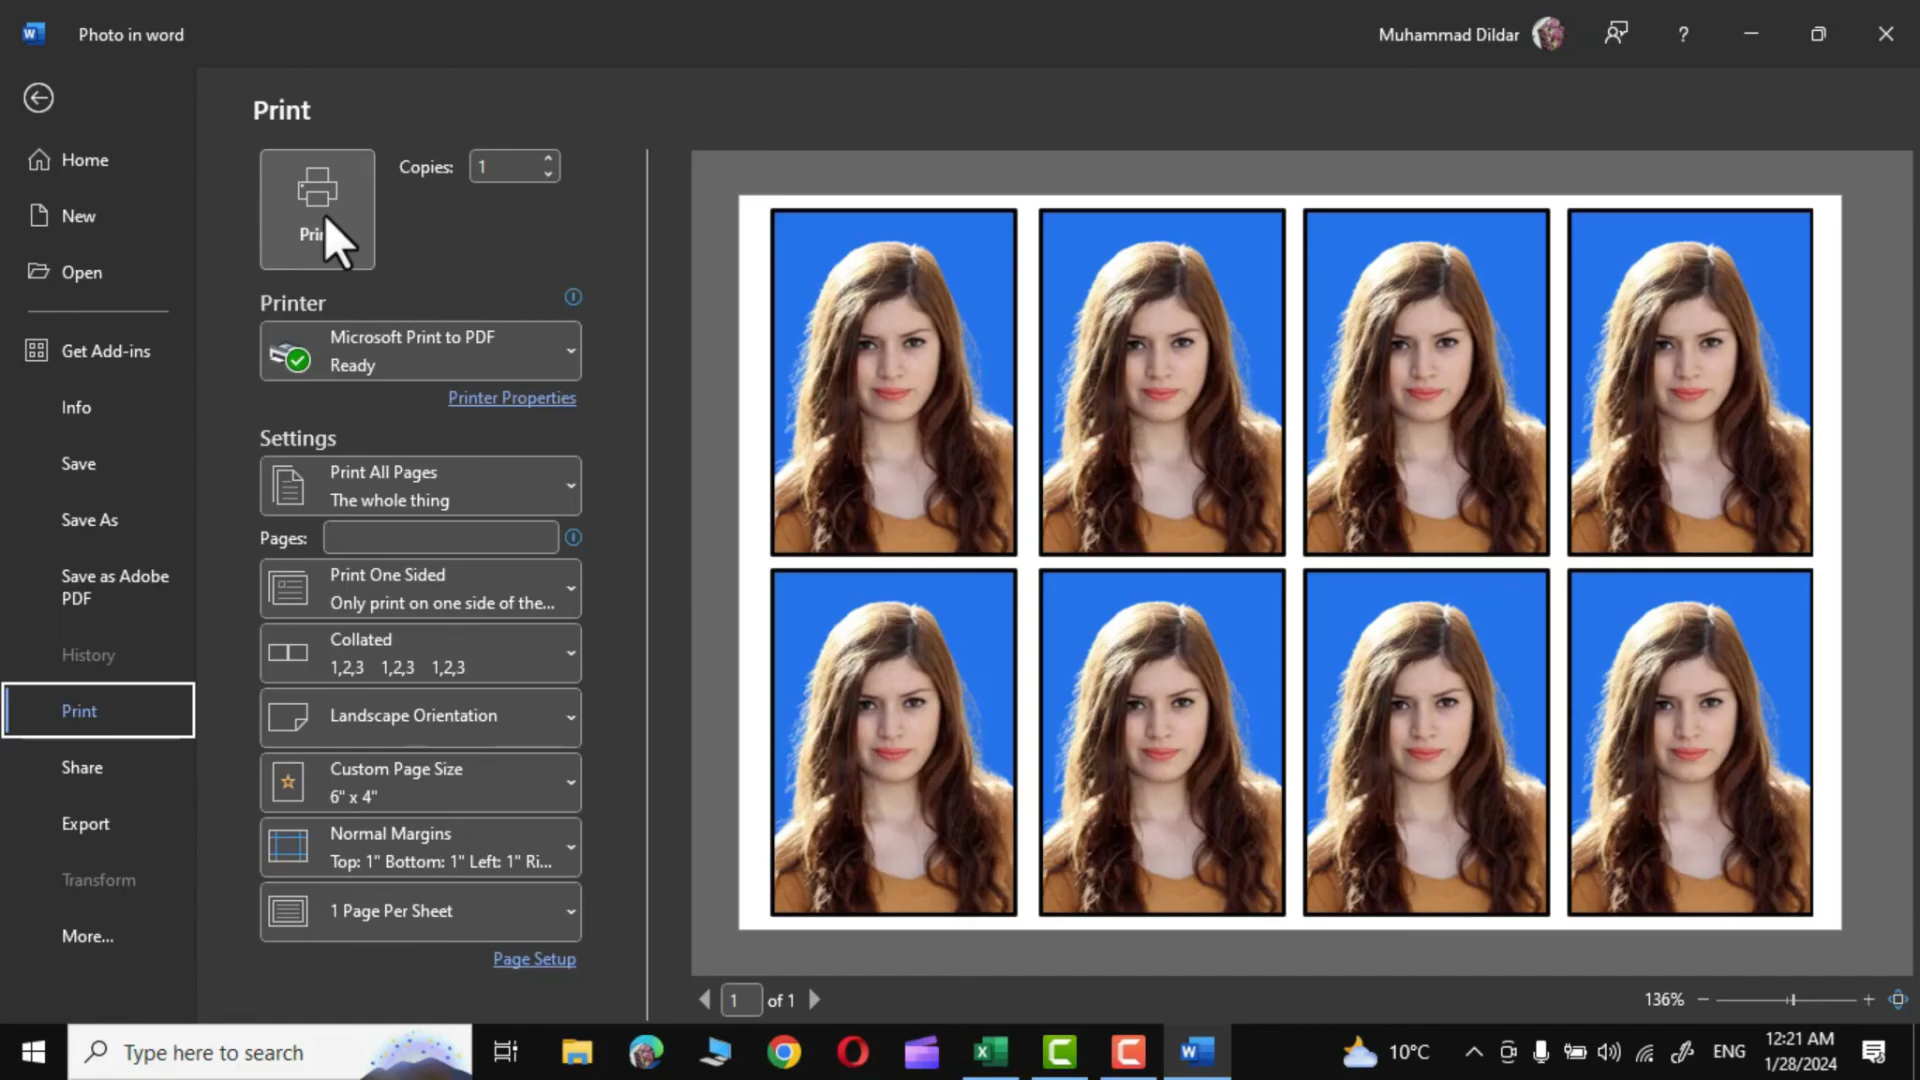 Photo in word
Muhammad Dildar
?
Print
Home
New
Open
Get Add-ins
Info
Save
Save As
Save as Adobe
PDF
History
Print
Share
Export
Transform
More...
Copies: 1
Printer
Microsoft Print to PDF
Ready
Printer Properties
Settings
Print All Pages
The whole thing
Pages:
Print One Sided
Only print on one side of the...
Collated
1,2,3 1,2,3 1,2,3
Landscape Orientation
Custom Page Size
6" x 4"
Normal Margins
Top: 1" Bottom: 1" Left: 1" Ri...
1 Page Per Sheet
Page Setup
1 of 1
136%
Type here to search
10°C
ENG
12:21 AM
1/28/2024